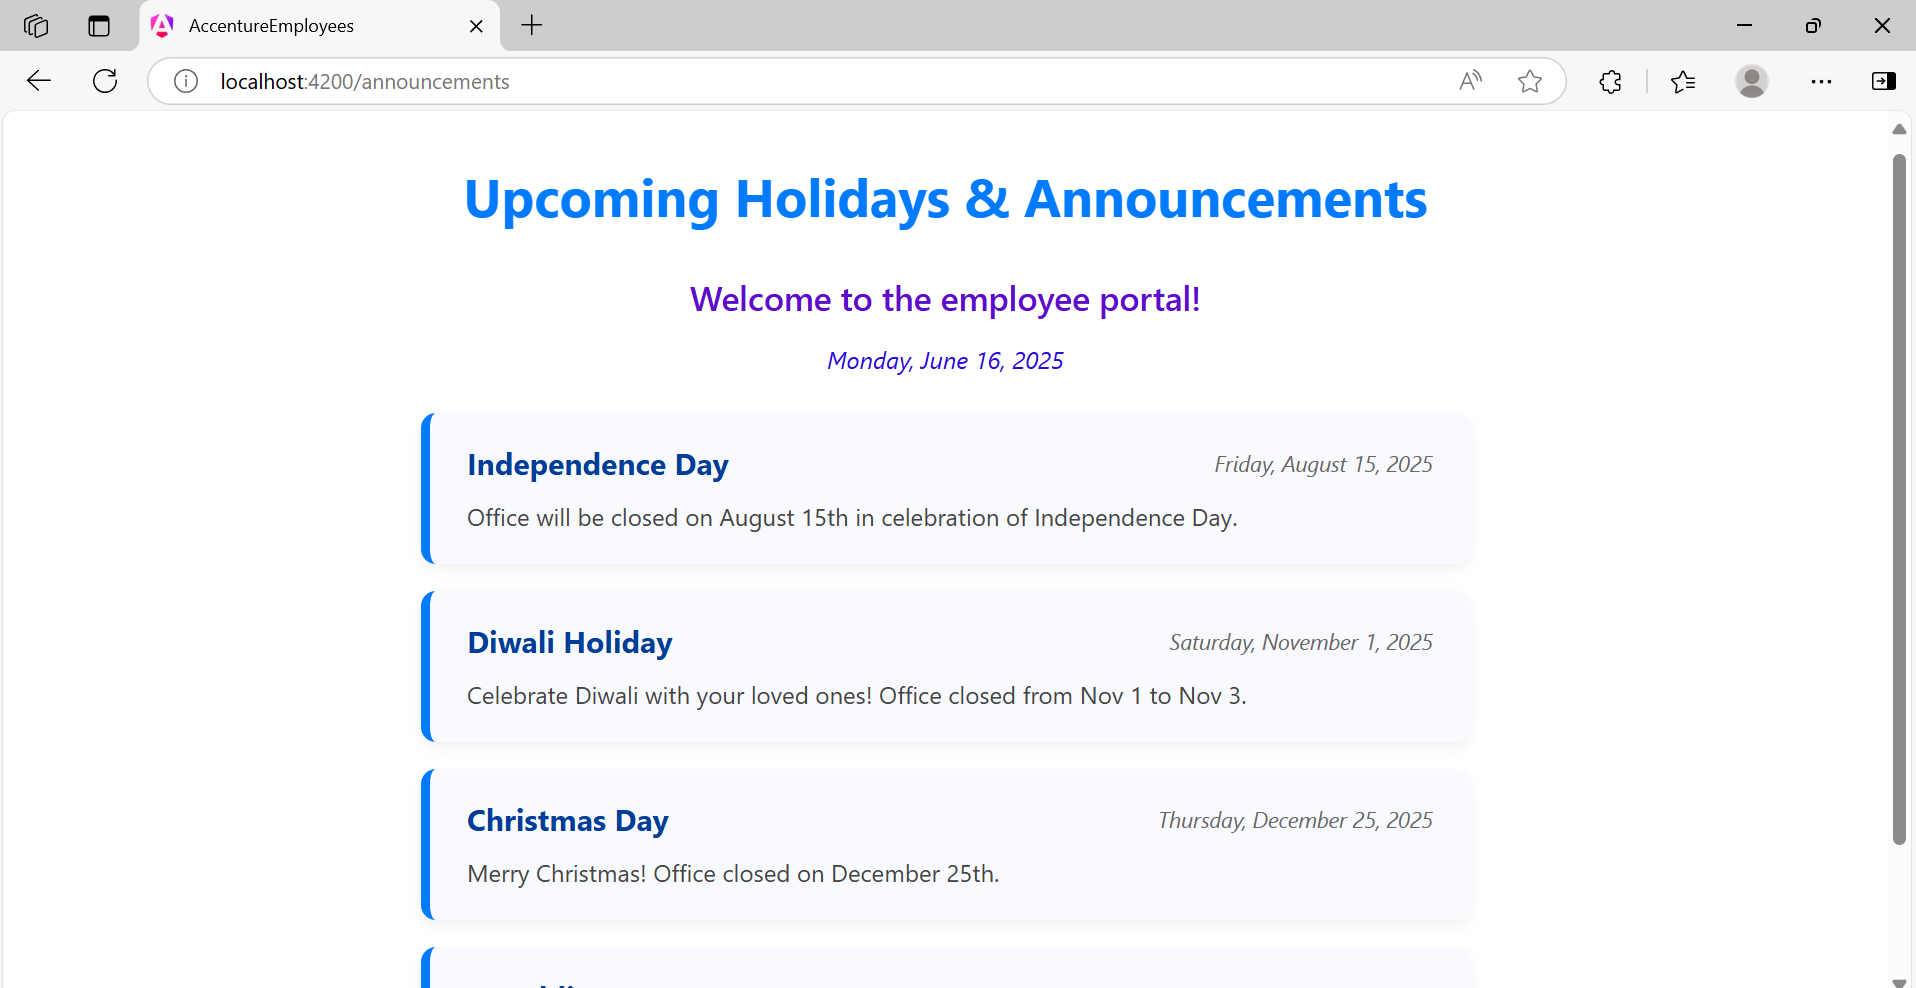 AccentureEmployees
localhost:4200/announcements
Upcoming Holidays & Announcements
Welcome to the employee portal!
Monday, June 16, 2025
Independence Day
Friday, August 15, 2025
Office will be closed on August 15th in celebration of Independence Day.
Diwali Holiday
Saturday, November 1, 2025
Celebrate Diwali with your loved ones! Office closed from Nov 1 to Nov 3.
Christmas Day
Thursday, December 25, 2025
Merry Christmas! Office closed on December 25th.